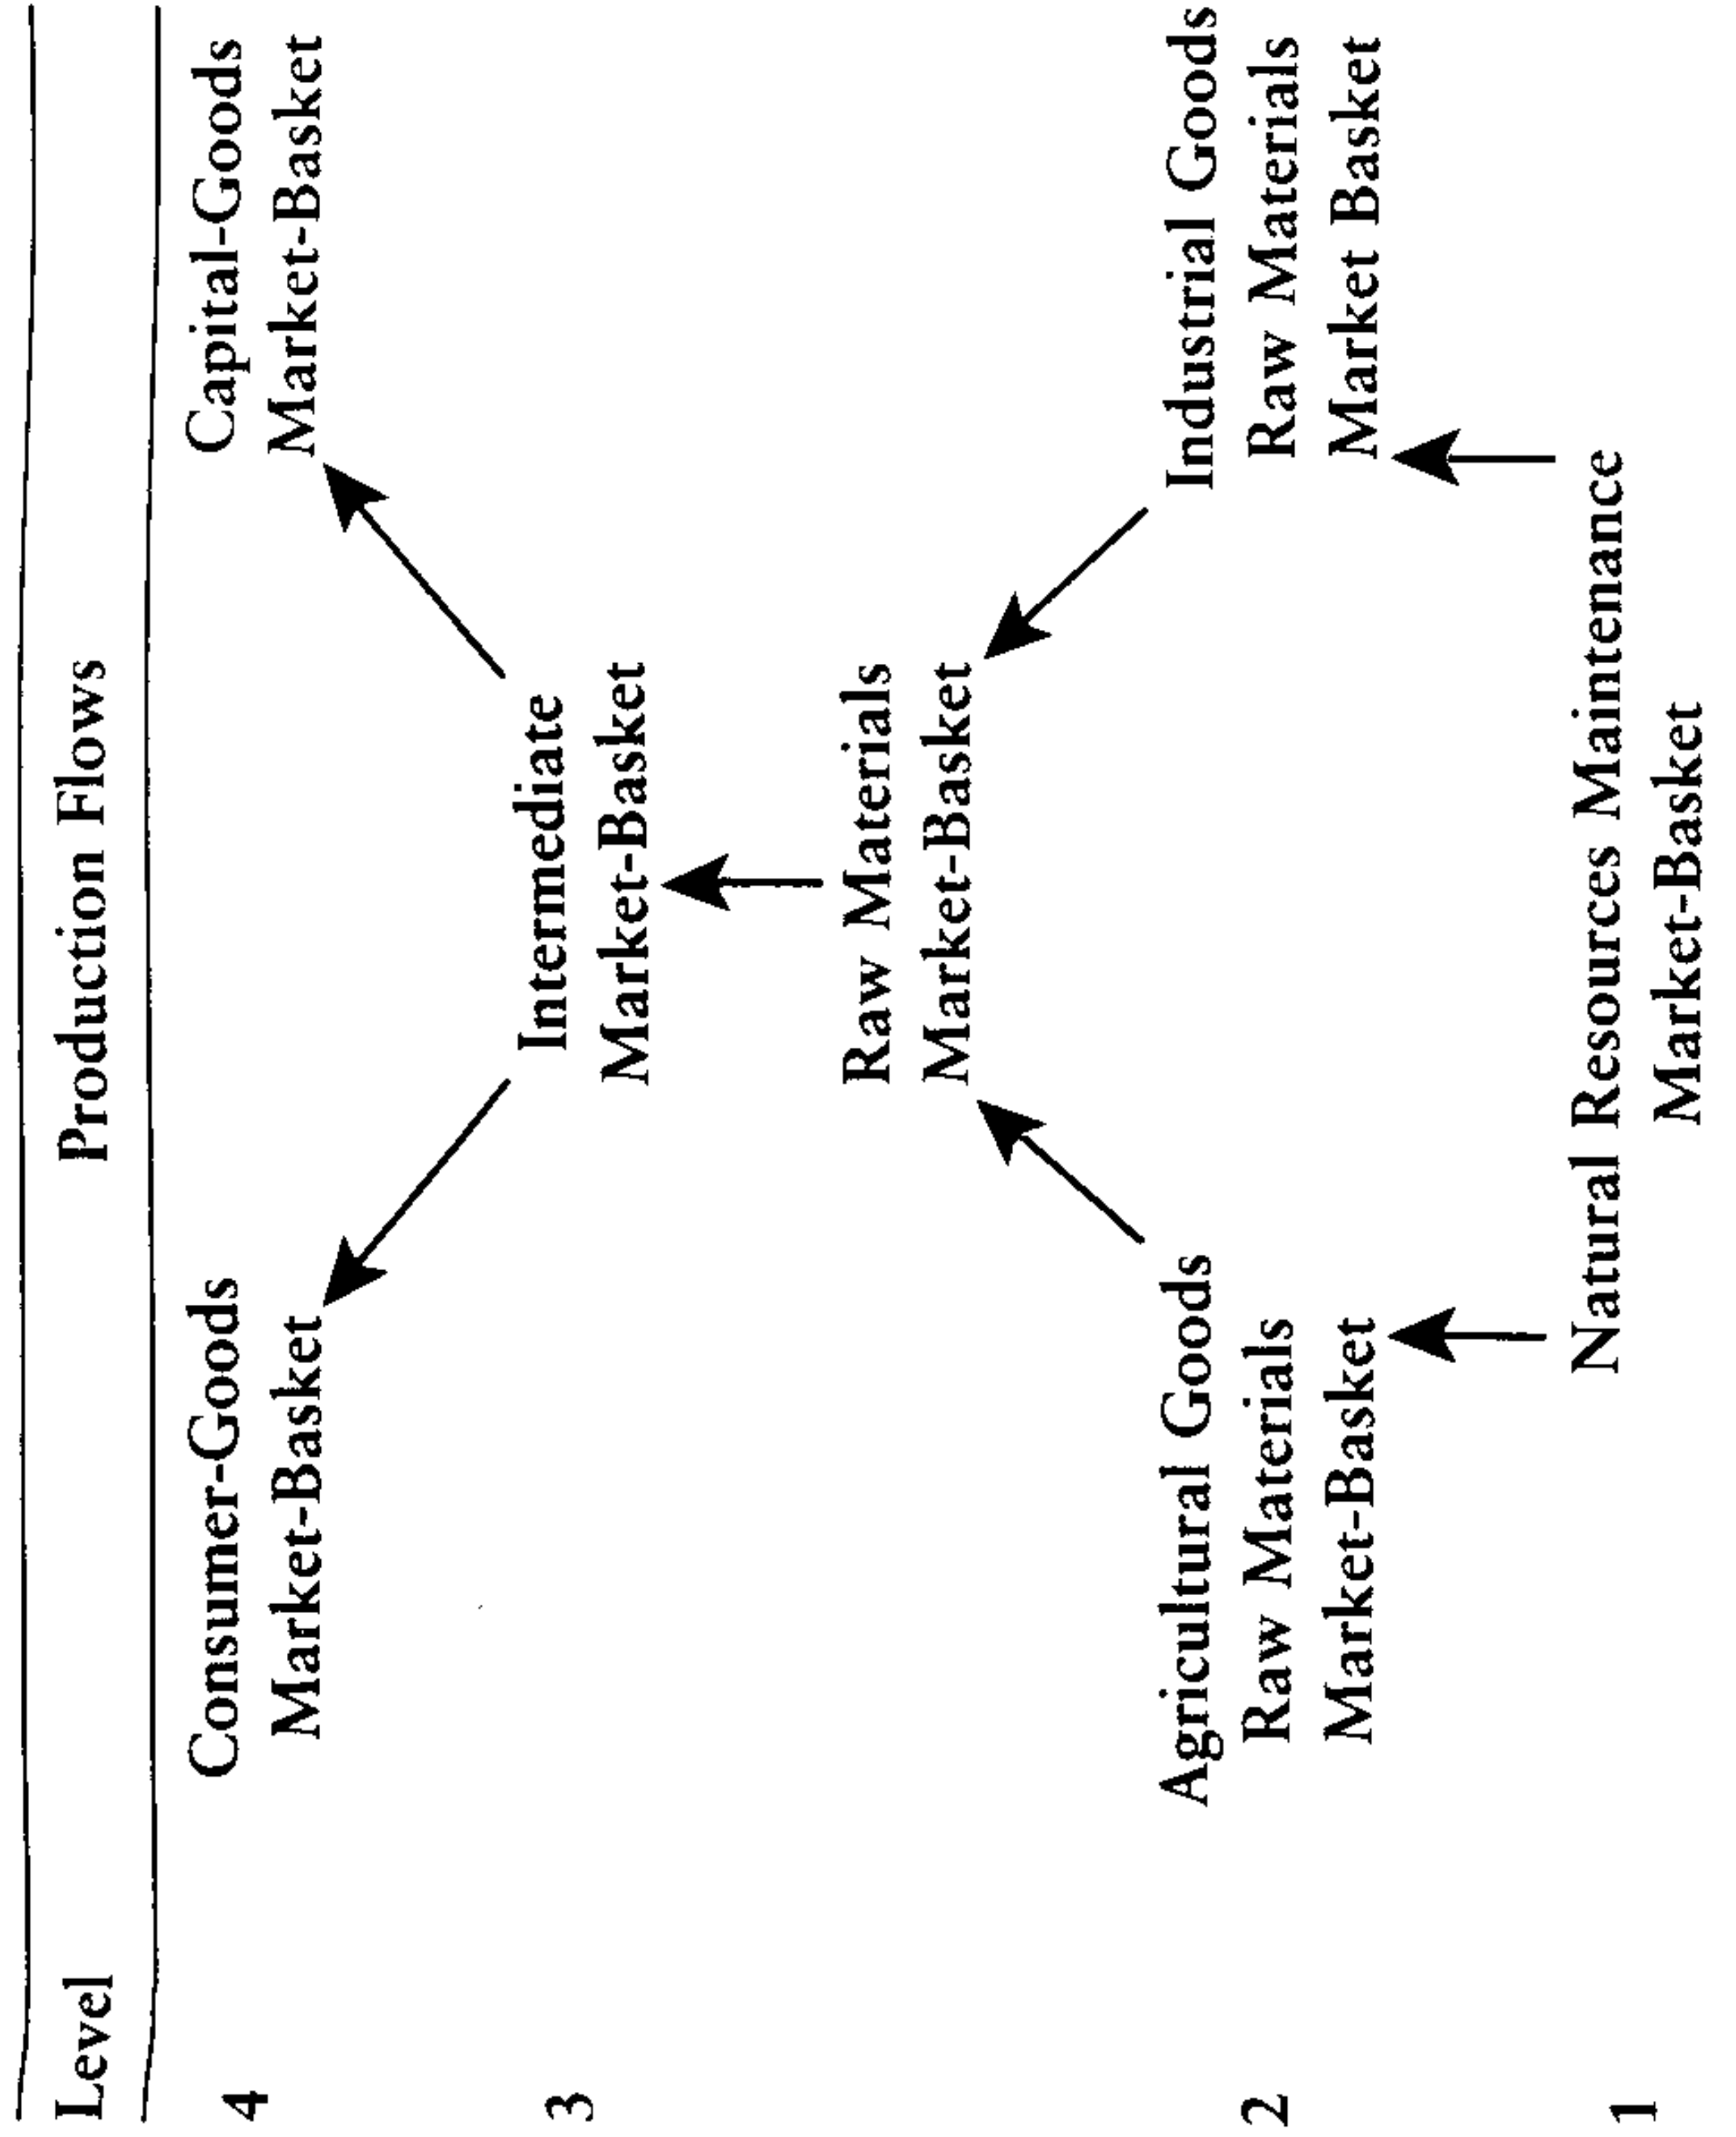 Level
Production Flows
4
Consumer-Goods
Market-Basket
Capital-Goods
Market-Basket
3
Intermediate
Market-Basket
Raw Materials
Market-Basket
2
Agricultural Goods
Raw Materials
Market-Basket
Industrial Goods
Raw Materials
Market Basket
1
Natural Resources Maintenance
Market-Basket